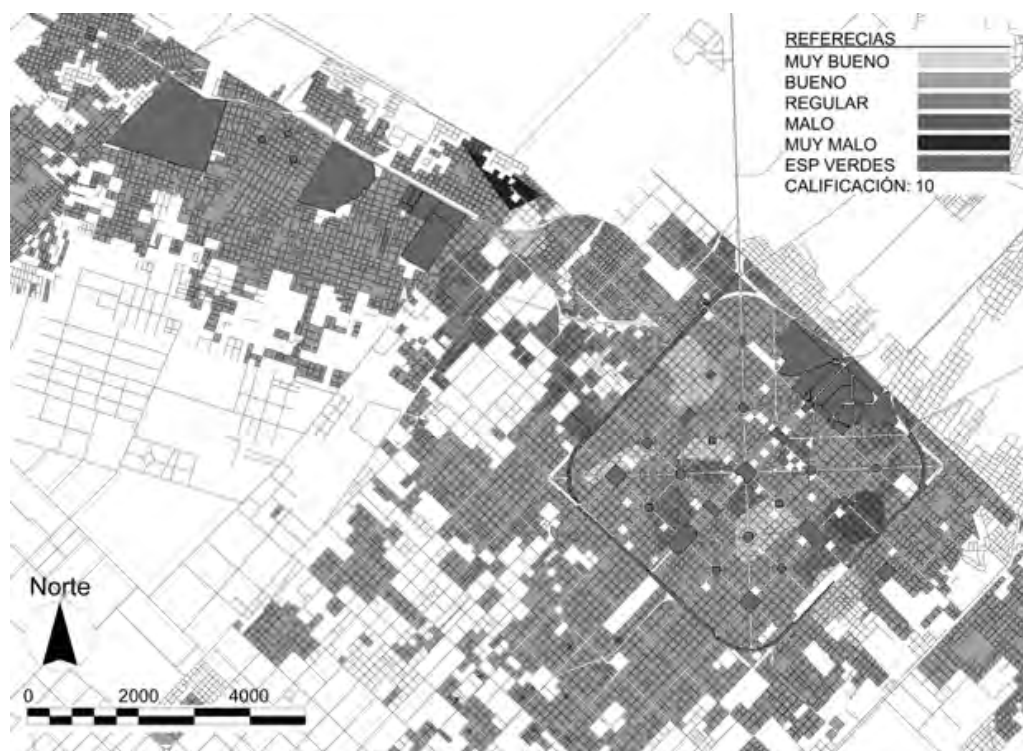 REFERECIAS
MUY BUENO
BUENO
REGULAR
MALO
MUY MALO
ESP VERDES
CALIFICACIÓN: 10
Norte
0 2000 4000